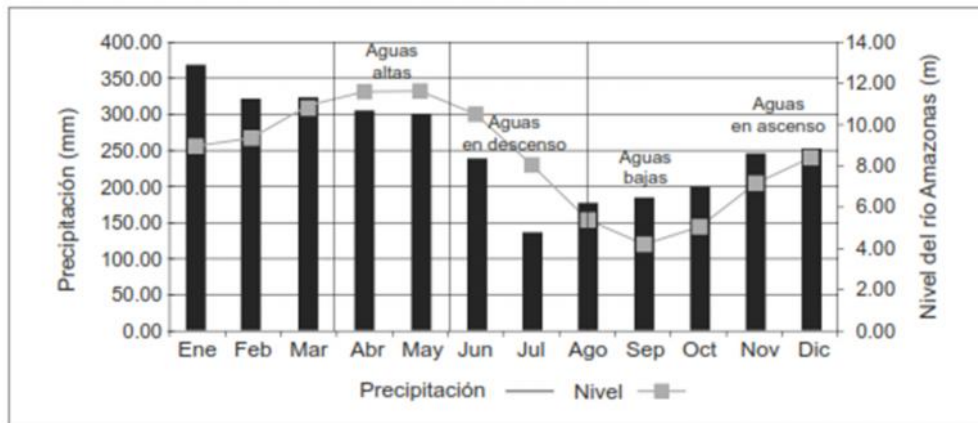 400.00
350.00
300.00
250.00
200.00
150.00
100.00
50.00
0.00
Precipitación (mm)
Aguas
altas
Aguas
en descenso
Aguas
bajas
Aguas
en ascenso
14.00
12.00
10.00
8.00
6.00
4.00
2.00
0.00
Nivel del río Amazonas (m)
Ene Feb Mar Abr May Jun Jul Ago Sep Oct Nov Dic
Precipitación Nivel